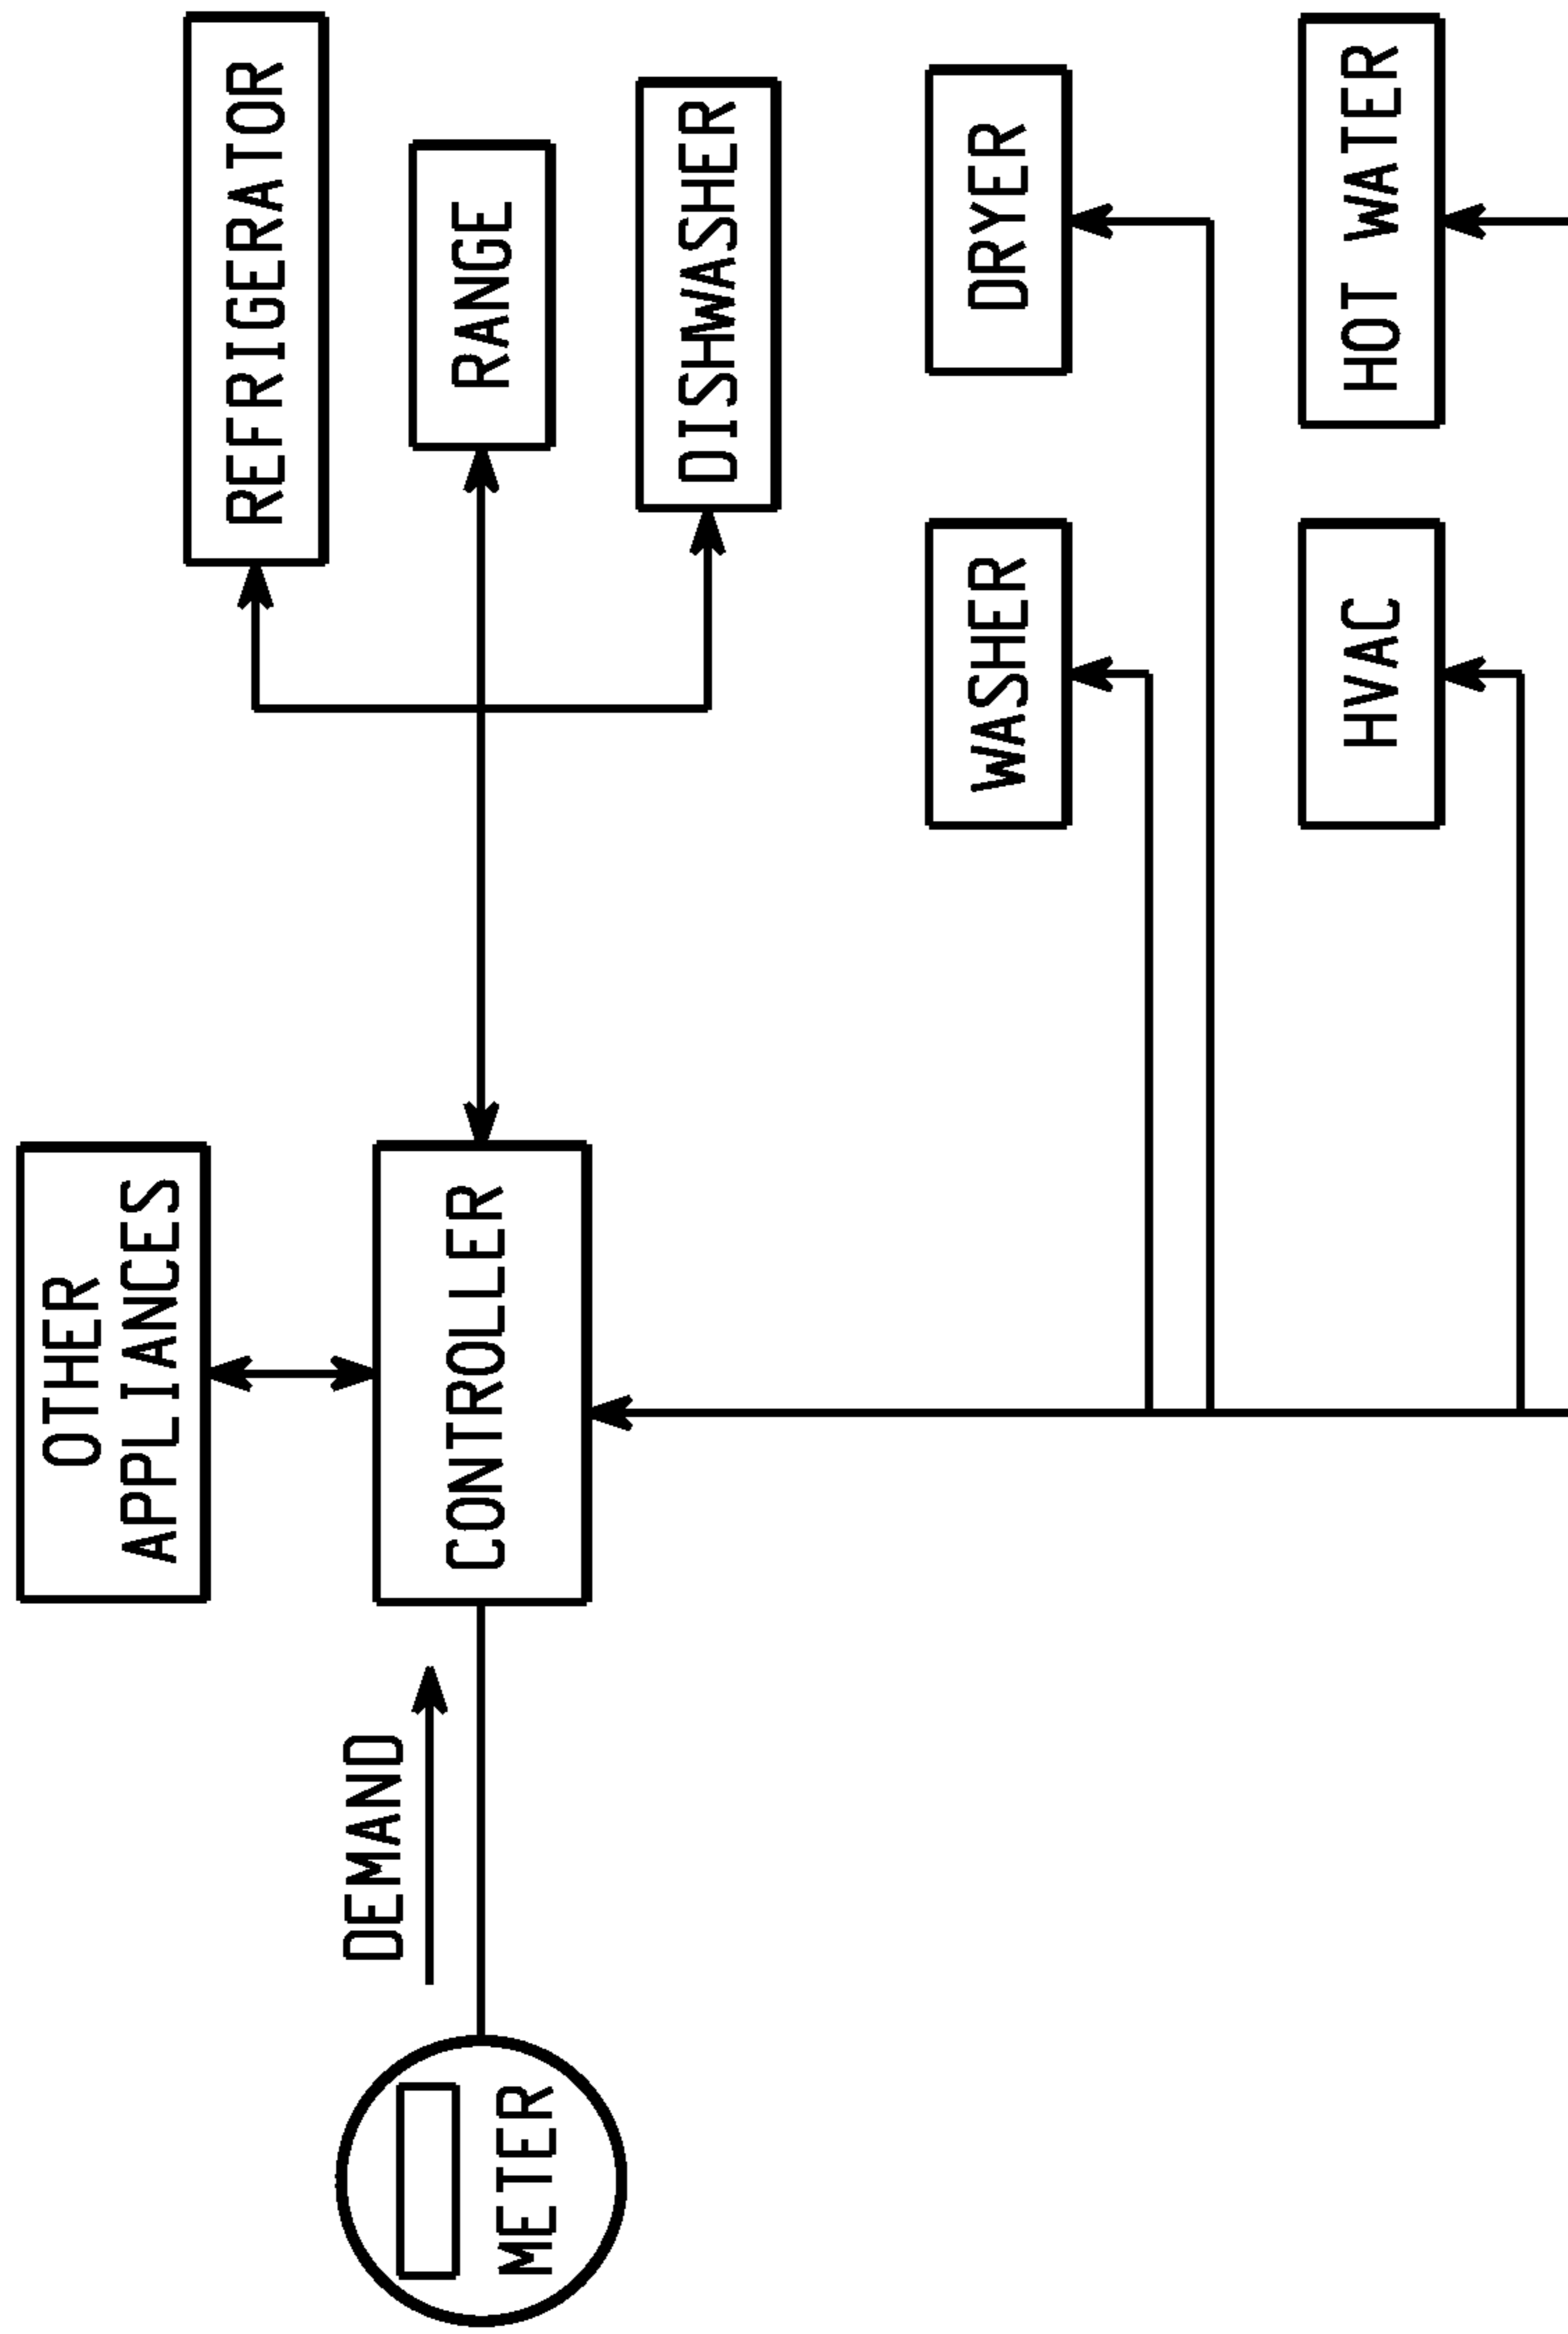 OTHER
APPLIANCES
DEMAND
METER
CONTROLLER
REFRIGERATOR
RANGE
DISHWASHER
WASHER
DRYER
HVAC
HOT WATER